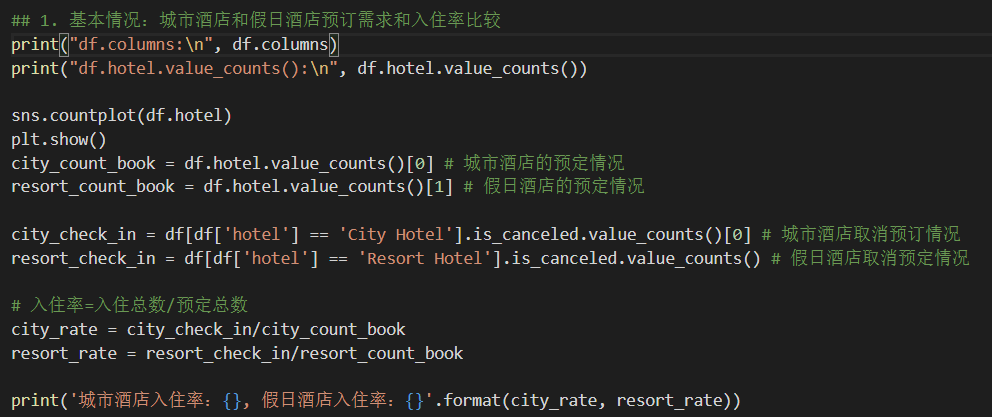 ## 1. 基本情况：城市酒店和假日酒店预订需求和入住率比较
print("df.columns:\n", df.columns)
print("df.hotel.value_counts():\n", df.hotel.value_counts())
sns.countplot(df.hotel)
plt.show()
city_count_book = df.hotel.value_counts()[0] # 城市酒店的预定情况
resort_count_book = df.hotel.value_counts()[1] # 假日酒店的预定情况
city_check_in = df[df['hotel'] == 'City Hotel'].is_canceled.value_counts()[0] # 城市酒店取消预订情况
resort_check_in = df[df['hotel'] == 'Resort Hotel'].is_canceled.value_counts() # 假日酒店取消预定情况
# 入住率=入住总数/预定总数
city_rate = city_check_in/city_count_book
resort_rate = resort_check_in/resort_count_book
print('城市酒店入住率：{}, 假日酒店入住率：{}'.format(city_rate, resort_rate))